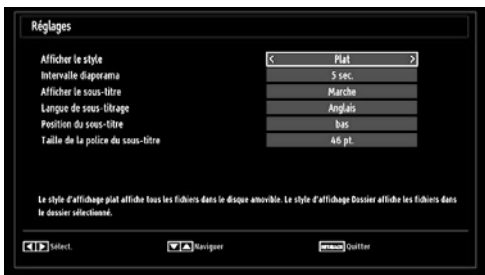 Réglages
Afficher le style < Plat >
Intervalle diaporama 5 sec.
Afficher le sous-titre Marche
Langue de sous-titrage Anglais
Position du sous-titre bas
Taille de la police du sous-titre 46 pt.
Le style d'affichage plat affiche tous les fichiers dans le disque amovible. Le style d'affichage Dossier affiche les fichiers dans
le dossier sélectionné.
Sélect. Naviguer Quitter